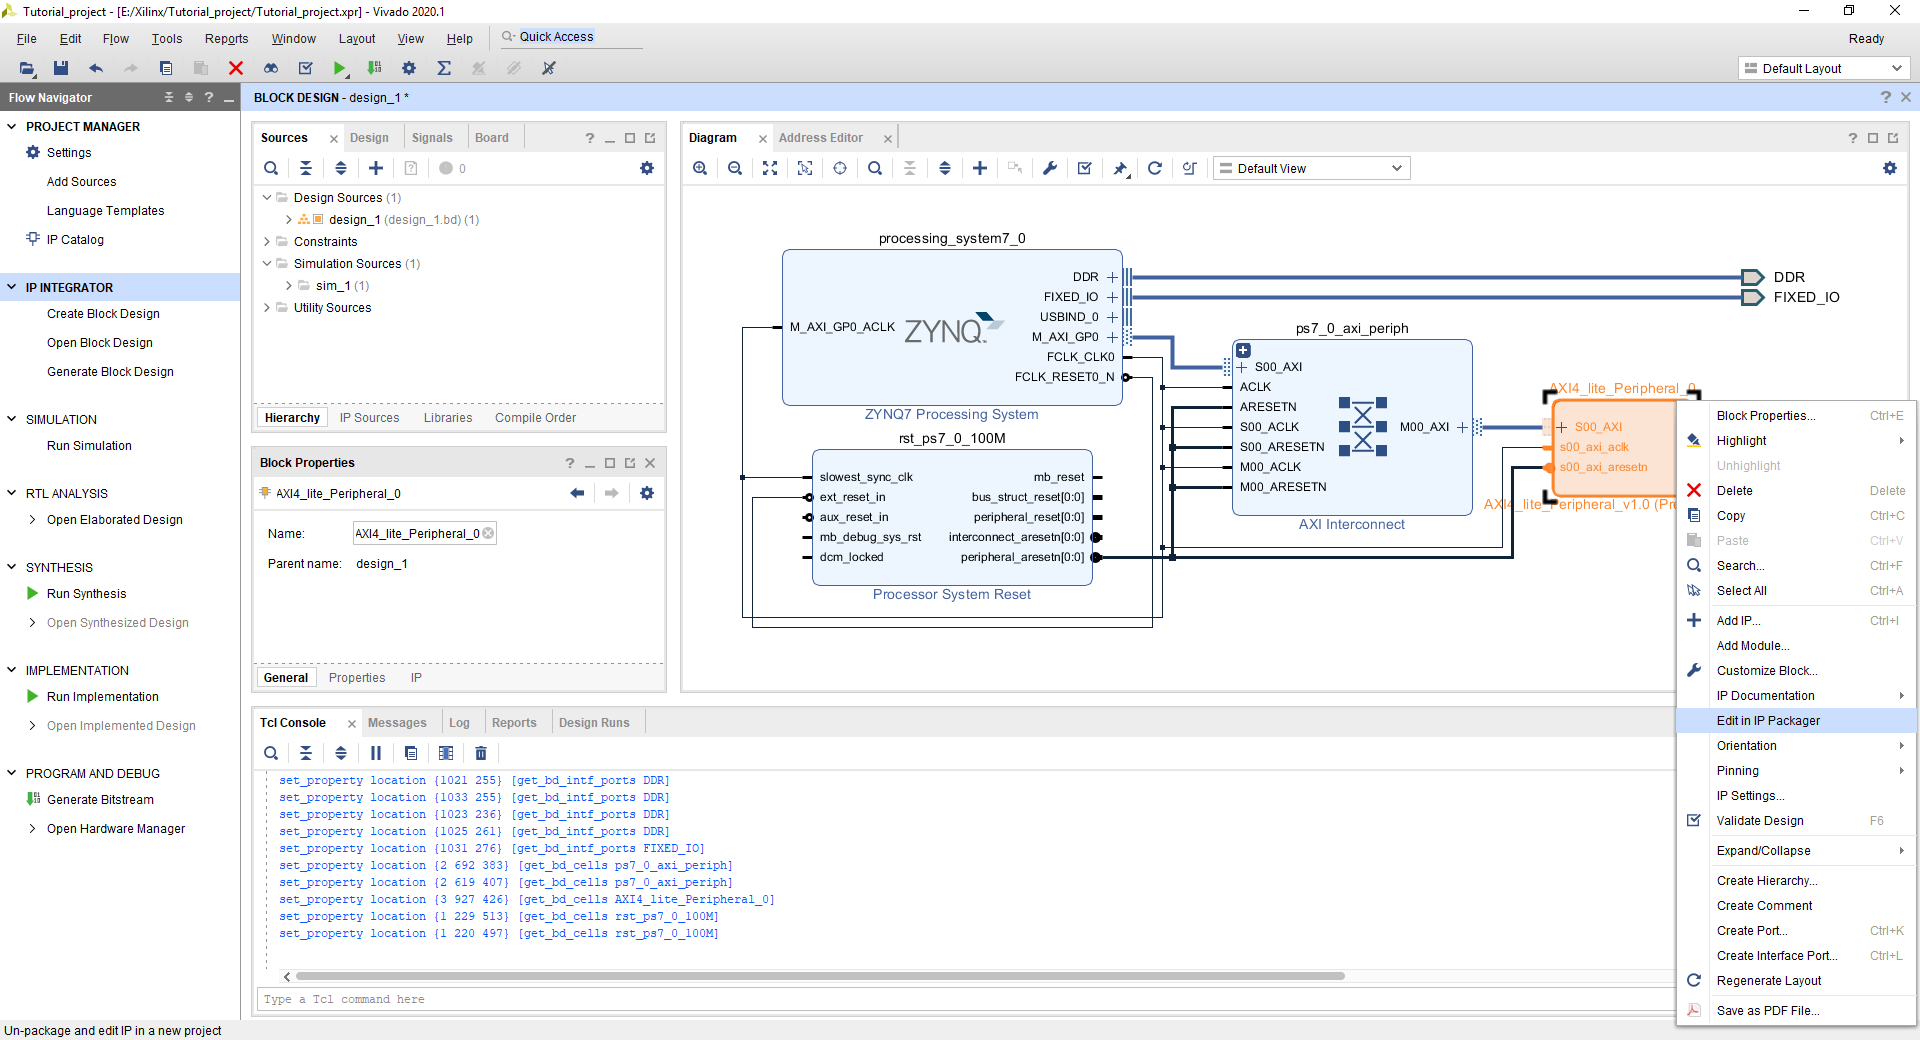 Tutorial_project - [E:/Xilinx/Tutorial_project/Tutorial_project.xpr] - Vivado 2020.1
File Edit Flow Tools Reports Window Layout View Help Quick Access
Ready
Default Layout
Flow Navigator
PROJECT MANAGER
Settings
Add Sources
Language Templates
IP Catalog
IP INTEGRATOR
Create Block Design
Open Block Design
Generate Block Design
SIMULATION
Run Simulation
RTL ANALYSIS
Open Elaborated Design
SYNTHESIS
Run Synthesis
Open Synthesized Design
IMPLEMENTATION
Run Implementation
Open Implemented Design
PROGRAM AND DEBUG
Generate Bitstream
Open Hardware Manager
BLOCK DESIGN - design_1 *
Sources Design Signals Board
0
Design Sources (1)
design_1 (design_1.bd) (1)
Constraints
Simulation Sources (1)
sim_1 (1)
Utility Sources
Hierarchy IP Sources Libraries Compile Order
Block Properties
AXI4_lite_Peripheral_0
Name: AXI4_lite_Peripheral_0
Parent name: design_1
General Properties IP
Diagram Address Editor
Default View
processing_system7_0
M_AXI_GP0_ACLK
ZYNQ
DDR
FIXED_IO
USBIND_0
M_AXI_GP0
FCLK_CLK0
FCLK_RESET0_N
ZYNQ7 Processing System
rst_ps7_0_100M
slowest_sync_clk
ext_reset_in
aux_reset_in
mb_debug_sys_rst
dcm_locked
mb_reset
bus_struct_reset[0:0]
peripheral_reset[0:0]
interconnect_aresetn[0:0]
peripheral_aresetn[0:0]
Processor System Reset
ps7_0_axi_periph
S00_AXI
ACLK
ARESETN
S00_ACLK
S00_ARESETN
M00_ACLK
M00_ARESETN
M00_AXI
AXI Interconnect
DDR
FIXED_IO
AXI4_lite_Peripheral_0
S00_AXI
s00_axi_aclk
s00_axi_aresetn
AXI4_lite_Peripheral_v1.0 (Pr
Block Properties... Ctrl+E
Highlight
Unhighlight
Delete Delete
Copy Ctrl+C
Paste Ctrl+V
Search... Ctrl+F
Select All Ctrl+A
Add IP... Ctrl+I
Add Module...
Customize Block...
IP Documentation
Edit in IP Packager
Orientation
Pinning
IP Settings...
Validate Design F6
Expand/Collapse
Create Hierarchy...
Create Comment
Create Port... Ctrl+K
Create Interface Port... Ctrl+L
Regenerate Layout
Save as PDF File...
Tcl Console Messages Log Reports Design Runs
set_property location {1021 255} [get_bd_intf_ports DDR]
set_property location {1033 255} [get_bd_intf_ports DDR]
set_property location {1023 236} [get_bd_intf_ports DDR]
set_property location {1025 261} [get_bd_intf_ports DDR]
set_property location {1031 276} [get_bd_intf_ports FIXED_IO]
set_property location {2 692 383} [get_bd_cells ps7_0_axi_periph]
set_property location {2 619 407} [get_bd_cells ps7_0_axi_periph]
set_property location {3 927 426} [get_bd_cells AXI4_lite_Peripheral_0]
set_property location {1 229 513} [get_bd_cells rst_ps7_0_100M]
set_property location {1 220 497} [get_bd_cells rst_ps7_0_100M]
Type a Tcl command here
Un-package and edit IP in a new project